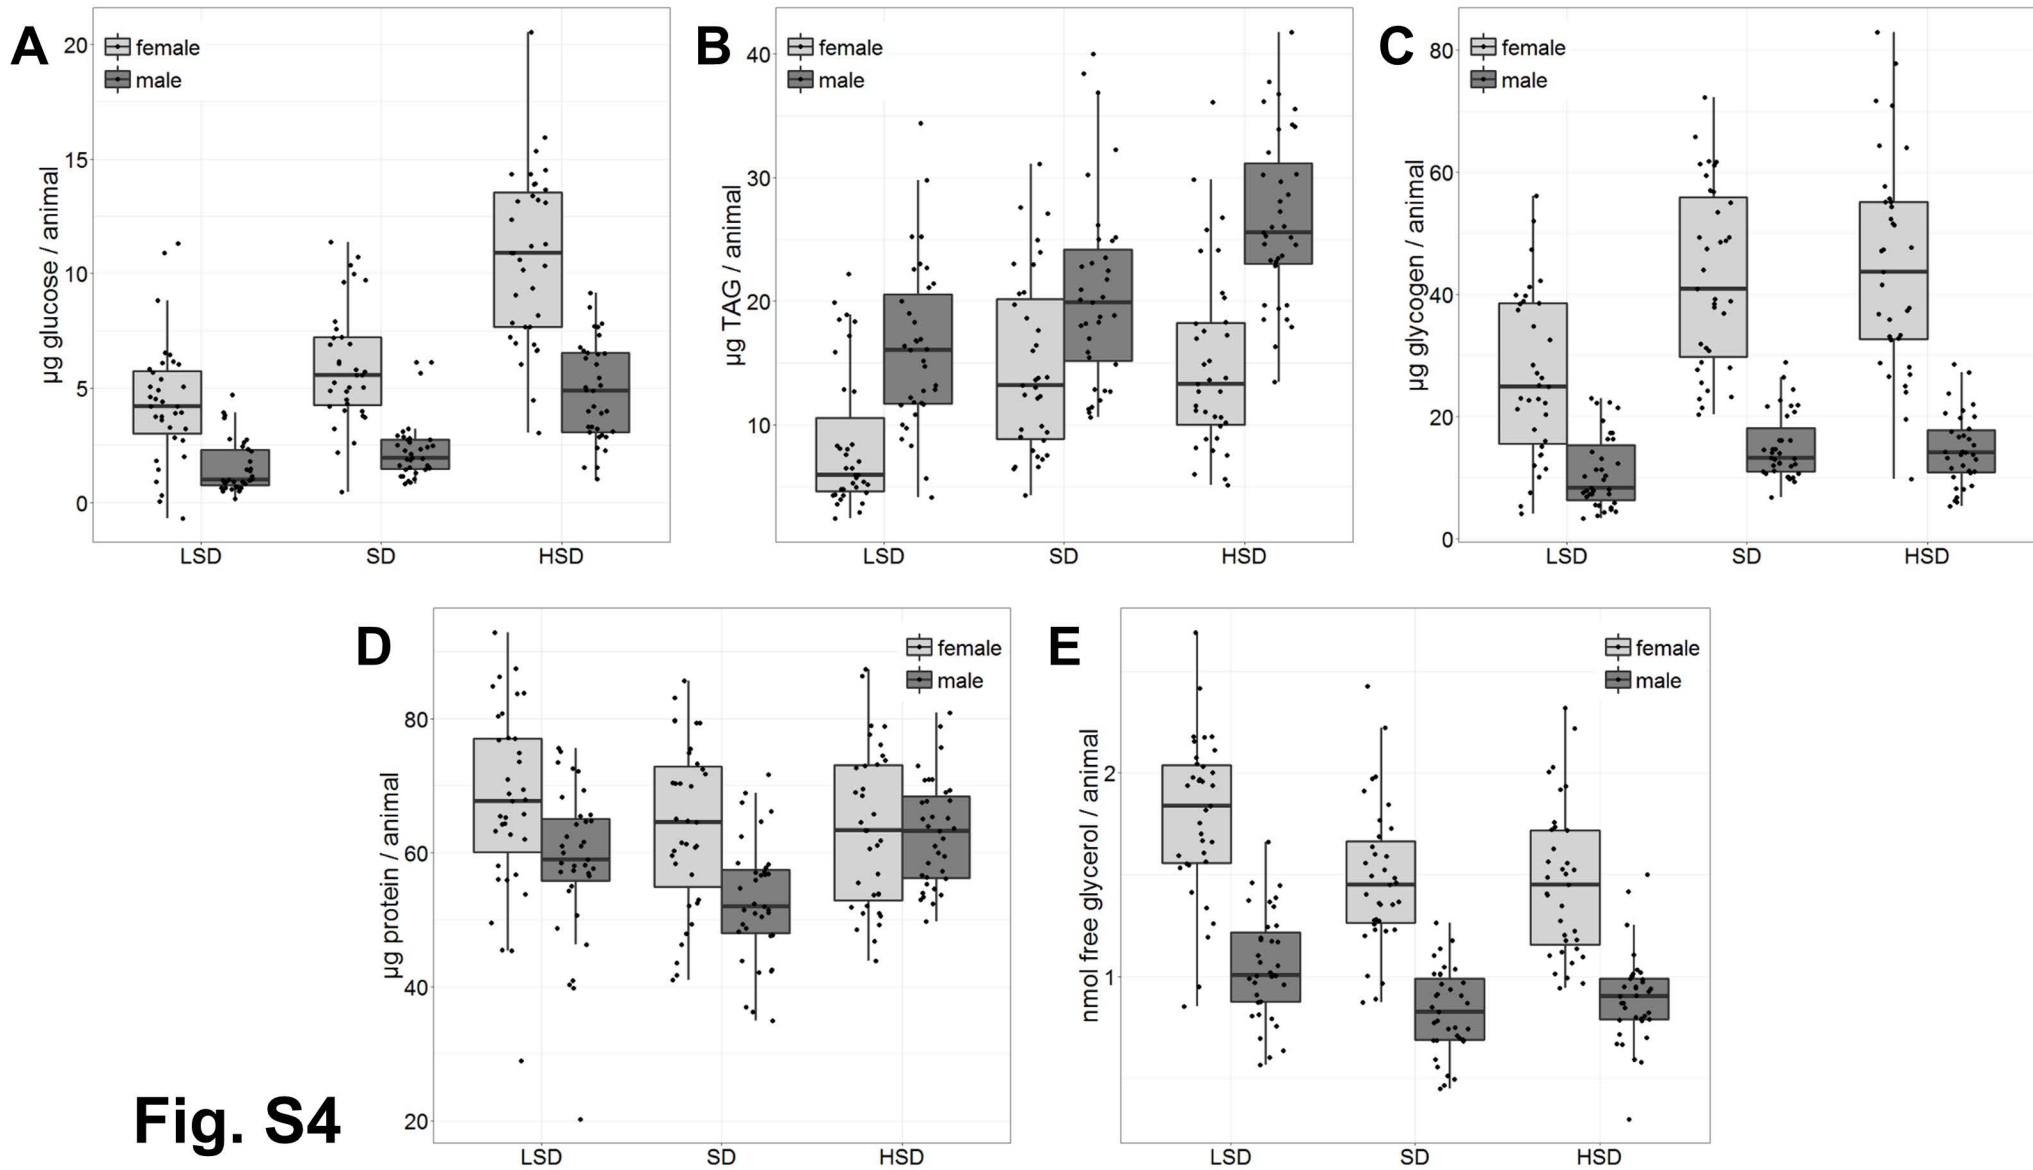 A
female
male
µg glucose / animal
20
15
10
5
0
LSD SD HSD
B
female
male
µg TAG / animal
40
30
20
10
LSD SD HSD
C
female
male
µg glycogen / animal
80
60
40
20
0
LSD SD HSD
D
female
male
µg protein / animal
80
60
40
20
LSD SD HSD
E
female
male
nmol free glycerol / animal
2
1
LSD SD HSD
Fig. S4